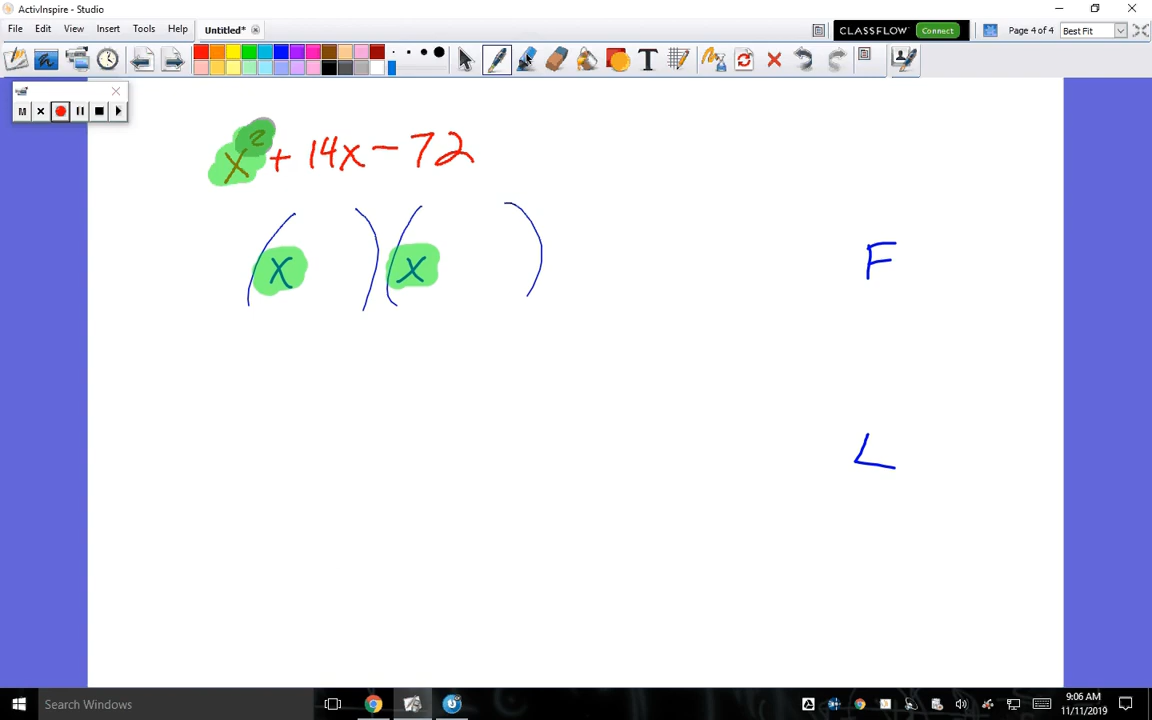 ActivInspire - Studio
File Edit View Insert Tools Help Untitled* CLASSFLOW Connect Page 4 of 4 Best Fit
M
x² + 14x - 72
(x )(x )
F
L
Search Windows
9:06 AM
11/11/2019